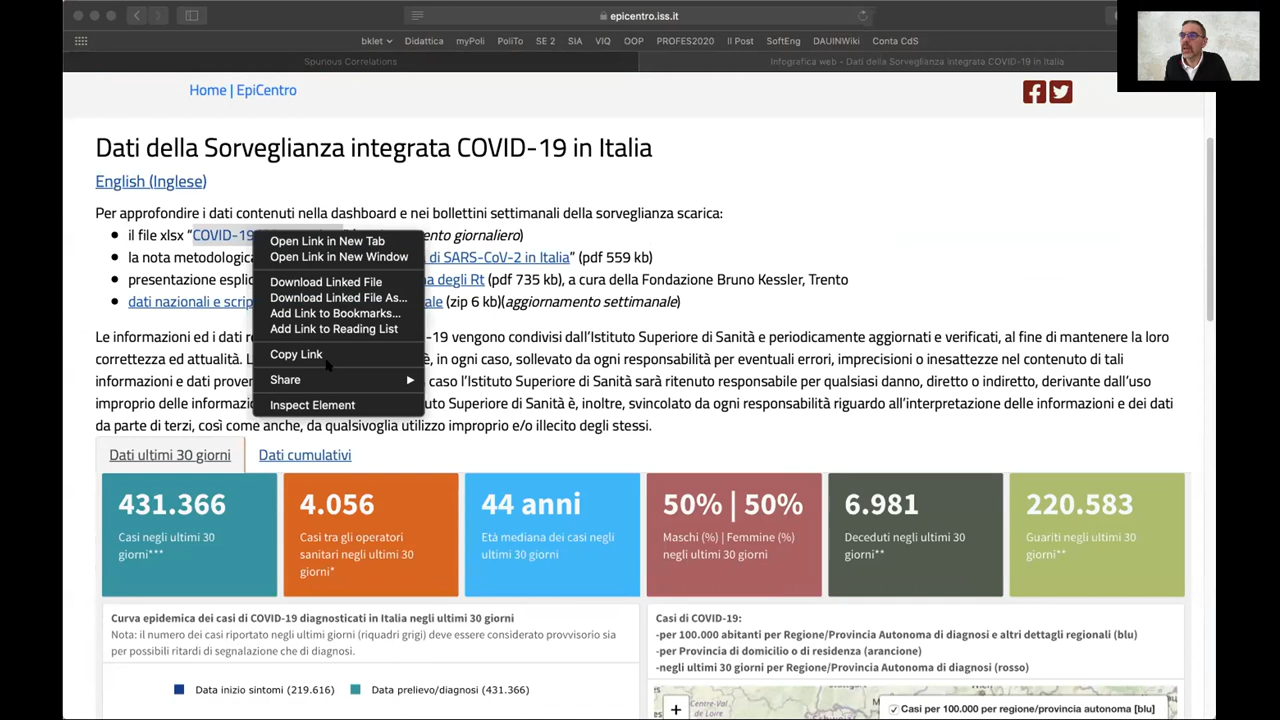 epicentro.iss.it
bklet Didattica myPoli PoliTo SE 2 SIA VIQ OOP PROFES2020 Il Post SoftEng DAUINWiki Conta CdS
Spurious Correlations Infografica web - Dati della Sorveglianza integrata COVID-19 in Italia
Home | EpiCentro
Dati della Sorveglianza integrata COVID-19 in Italia
English (Inglese)
Per approfondire i dati contenuti nella dashboard e nei bollettini settimanali della sorveglianza scarica:
il file xlsx “COVID-19 giornaliero)
la nota metodologica di SARS-CoV-2 in Italia” (pdf 559 kb)
presentazione degli Rt (pdf 735 kb), a cura della Fondazione Bruno Kessler, Trento
dati nazionali e (zip 6 kb)(aggiornamento settimanale)
Open Link in New Tab
Open Link in New Window
Download Linked File
Download Linked File As...
Add Link to Bookmarks...
Add Link to Reading List
Copy Link
Share
Inspect Element
Le informazioni ed i dati -19 vengono condivisi dall’Istituto Superiore di Sanità e periodicamente aggiornati e verificati, al fine di mantenere la loro
correttezza ed attualità. in ogni caso, sollevato da ogni responsabilità per eventuali errori, imprecisioni o inesattezze nel contenuto di tali
informazioni e dati caso l’Istituto Superiore di Sanità sarà ritenuto responsabile per qualsiasi danno, diretto o indiretto, derivante dall’uso
improprio delle Superiore di Sanità è, inoltre, svincolato da ogni responsabilità riguardo all’interpretazione delle informazioni e dei dati
da parte di terzi, così come anche, da qualsivoglia utilizzo improprio e/o illecito degli stessi.
Dati ultimi 30 giorni Dati cumulativi
431.366
Casi negli ultimi 30
giorni***
4.056
Casi tra gli operatori
sanitari negli ultimi 30
giorni*
44 anni
Età mediana dei casi negli
ultimi 30 giorni
50% | 50%
Maschi (%) | Femmine (%)
negli ultimi 30 giorni
6.981
Deceduti negli ultimi 30
giorni**
220.583
Guariti negli ultimi 30
giorni**
Curva epidemica dei casi di COVID-19 diagnosticati in Italia negli ultimi 30 giorni
Nota: il numero dei casi riportato negli ultimi giorni (riquadri grigi) deve essere considerato provvisorio sia
per possibili ritardi di segnalazione che di diagnosi.
Data inizio sintomi (219.616) Data prelievo/diagnosi (431.366)
Casi di COVID-19:
-per 100.000 abitanti per Regione/Provincia Autonoma di diagnosi e altri dettagli regionali (blu)
-per Provincia di domicilio o di residenza (arancione)
-negli ultimi 30 giorni per Regione/Provincia Autonoma di diagnosi (rosso)
Centre-Val
de Loire
+
Casi per 100.000 per regione/provincia autonoma [blu]